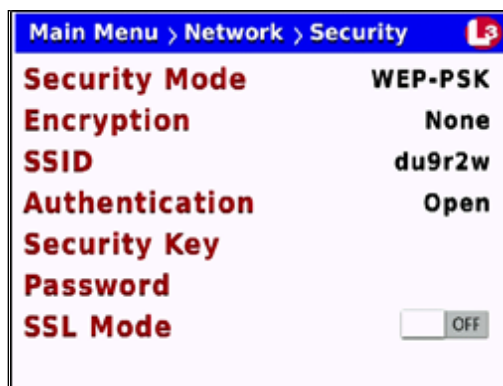 Main Menu > Network > Security L3
Security Mode WEP-PSK
Encryption None
SSID du9r2w
Authentication Open
Security Key
Password
SSL Mode OFF